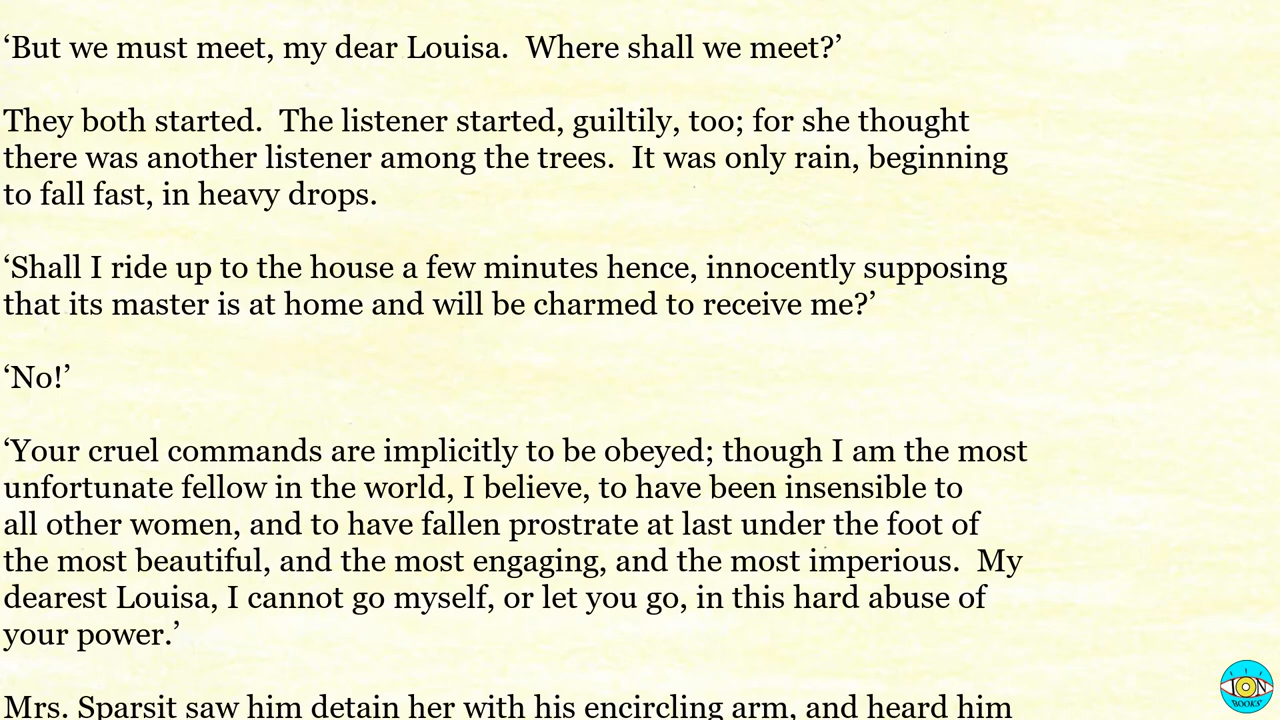 ‘But we must meet, my dear Louisa.  Where shall we meet?’
They both started.  The listener started, guiltily, too; for she thought
there was another listener among the trees.  It was only rain, beginning
to fall fast, in heavy drops.
‘Shall I ride up to the house a few minutes hence, innocently supposing
that its master is at home and will be charmed to receive me?’
‘No!’
‘Your cruel commands are implicitly to be obeyed; though I am the most
unfortunate fellow in the world, I believe, to have been insensible to
all other women, and to have fallen prostrate at last under the foot of
the most beautiful, and the most engaging, and the most imperious.  My
dearest Louisa, I cannot go myself, or let you go, in this hard abuse of
your power.’
Mrs. Sparsit saw him detain her with his encircling arm, and heard him
ION
BOOKS